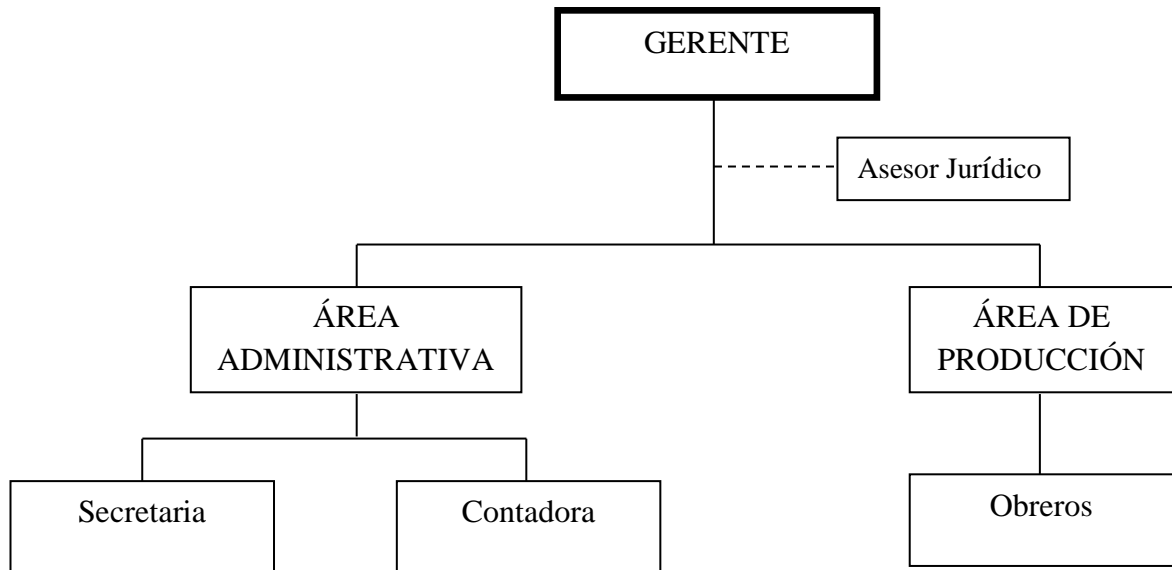 GERENTE
Asesor Jurídico
ÁREA
ADMINISTRATIVA
ÁREA DE
PRODUCCIÓN
Secretaria
Contadora
Obreros